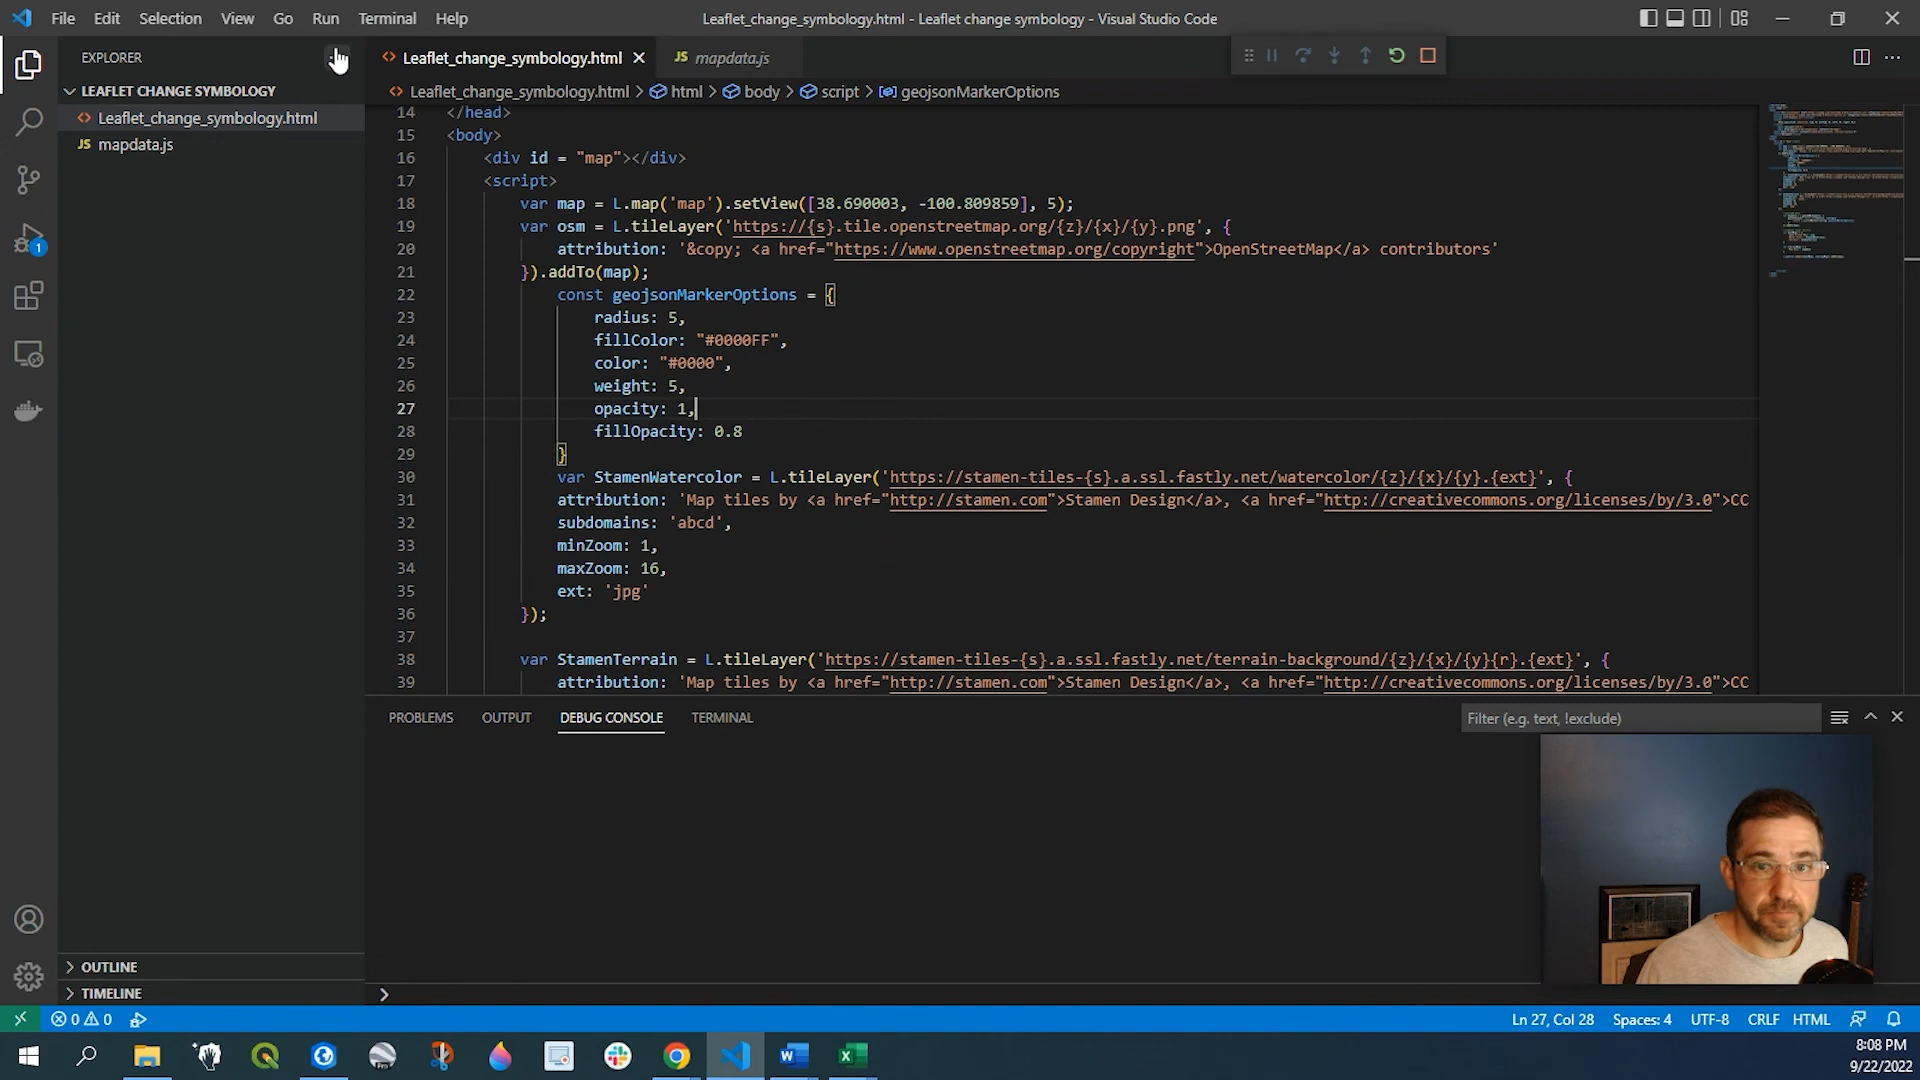 File Edit Selection View Go Run Terminal Help
Leaflet_change_symbology.html - Leaflet change symbology - Visual Studio Code
EXPLORER
LEAFLET CHANGE SYMBOLOGY
Leaflet_change_symbology.html
JS mapdata.js
Leaflet_change_symbology.html
JS mapdata.js
Leaflet_change_symbology.html > html > body > script > geojsonMarkerOptions
14 </head>
15 <body>
16 <div id = "map"></div>
17 <script>
18 var map = L.map('map').setView([38.690003, -100.809859], 5);
19 var osm = L.tileLayer('https://{s}.tile.openstreetmap.org/{z}/{x}/{y}.png', {
20 attribution: '&copy; <a href="https://www.openstreetmap.org/copyright">OpenStreetMap</a> contributors'
21 }).addTo(map);
22 const geojsonMarkerOptions = {
23 radius: 5,
24 fillColor: "#0000FF",
25 color: "#0000",
26 weight: 5,
27 opacity: 1,
28 fillOpacity: 0.8
29 }
30 var StamenWatercolor = L.tileLayer('https://stamen-tiles-{s}.a.ssl.fastly.net/watercolor/{z}/{x}/{y}.{ext}', {
31 attribution: 'Map tiles by <a href="http://stamen.com">Stamen Design</a>, <a href="http://creativecommons.org/licenses/by/3.0">CC
32 subdomains: 'abcd',
33 minZoom: 1,
34 maxZoom: 16,
35 ext: 'jpg'
36 });
37
38 var StamenTerrain = L.tileLayer('https://stamen-tiles-{s}.a.ssl.fastly.net/terrain-background/{z}/{x}/{y}{r}.{ext}', {
39 attribution: 'Map tiles by <a href="http://stamen.com">Stamen Design</a>, <a href="http://creativecommons.org/licenses/by/3.0">CC
PROBLEMS OUTPUT DEBUG CONSOLE TERMINAL
Filter (e.g. text, !exclude)
1
OUTLINE
TIMELINE
0 0
Ln 27, Col 28 Spaces: 4 UTF-8 CRLF HTML
8:08 PM
9/22/2022